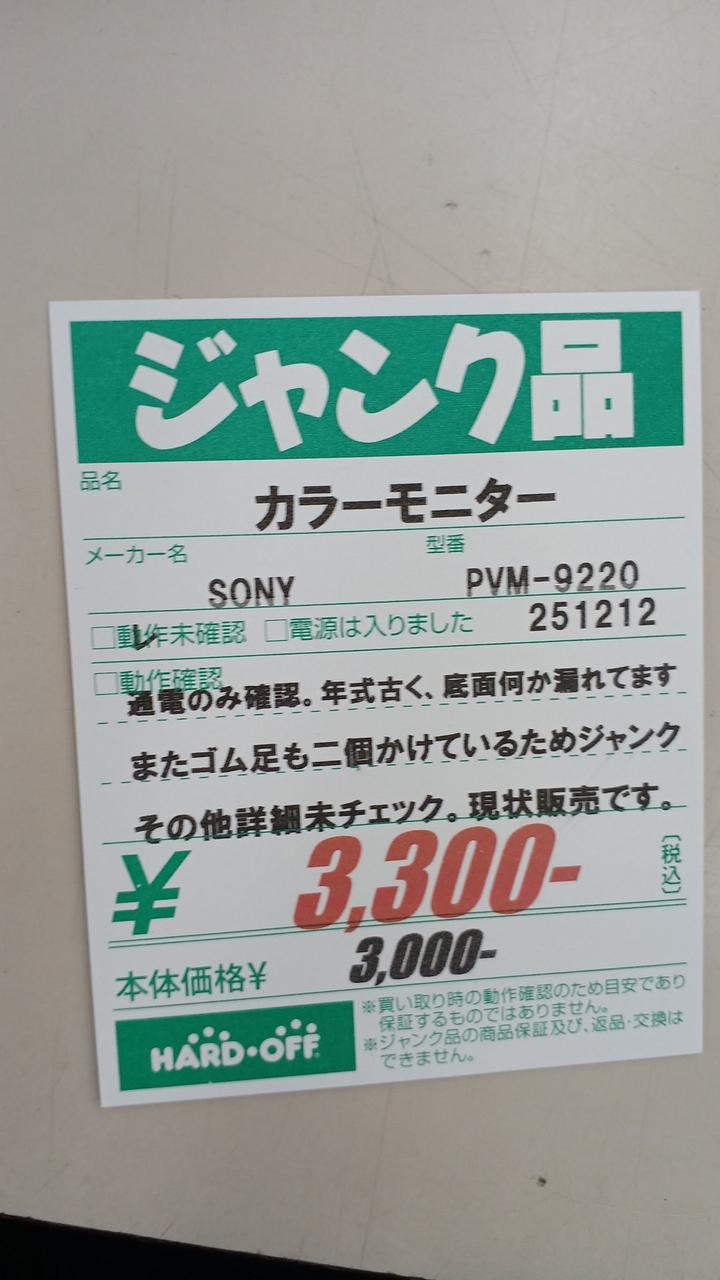 ジャンク品
品名
カラーモニター
メーカー名 型番
SONY PVM-9220
□動作未確認 □電源は入りました 251212
□動作確認
通電のみ確認。年式古く、底面何か漏れてます
またゴム足も二個かけているためジャンク
その他詳細未チェック。現状販売です。
¥ 3,300- 〔税込〕
本体価格¥ 3,000-
HARD・OFF
※買い取り時の動作確認のため目安であり
保証するものではありません。
※ジャンク品の商品保証及び、返品・交換は
できません。